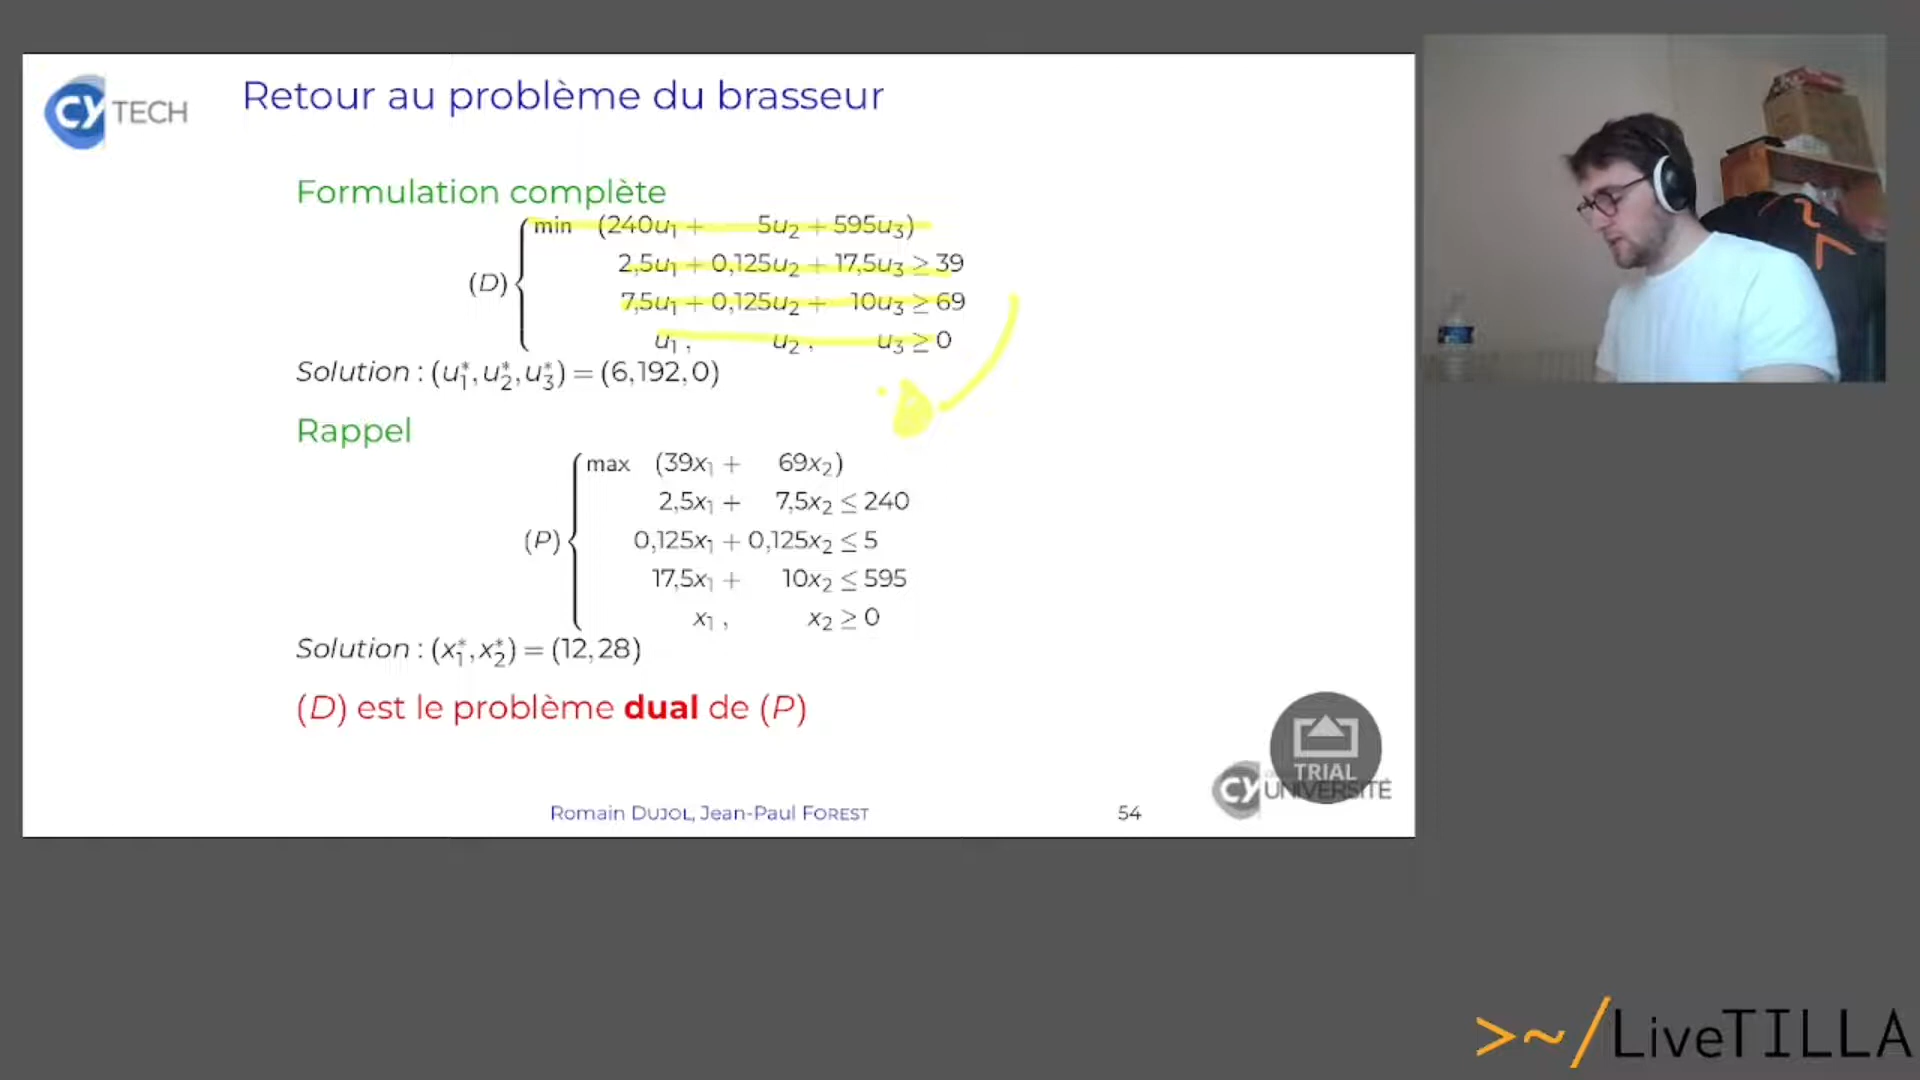 CY TECH
Retour au problème du brasseur
Formulation complète
min (240u₁ + 5u₂ + 595u₃)
2,5u₁ + 0,125u₂ + 17,5u₃ ≥ 39
(D)
7,5u₁ + 0,125u₂ + 10u₃ ≥ 69
u₁ , u₂ , u₃ ≥ 0
Solution : (u₁*, u₂*, u₃*) = (6, 192, 0)
Rappel
max (39x₁ + 69x₂)
2,5x₁ + 7,5x₂ ≤ 240
(P)
0,125x₁ + 0,125x₂ ≤ 5
17,5x₁ + 10x₂ ≤ 595
x₁ , x₂ ≥ 0
Solution : (x₁*, x₂*) = (12, 28)
(D) est le problème dual de (P)
TRIAL
CY UNIVERSITÉ
Romain DUJOL, Jean-Paul FOREST
54
>~/LiveTILLA